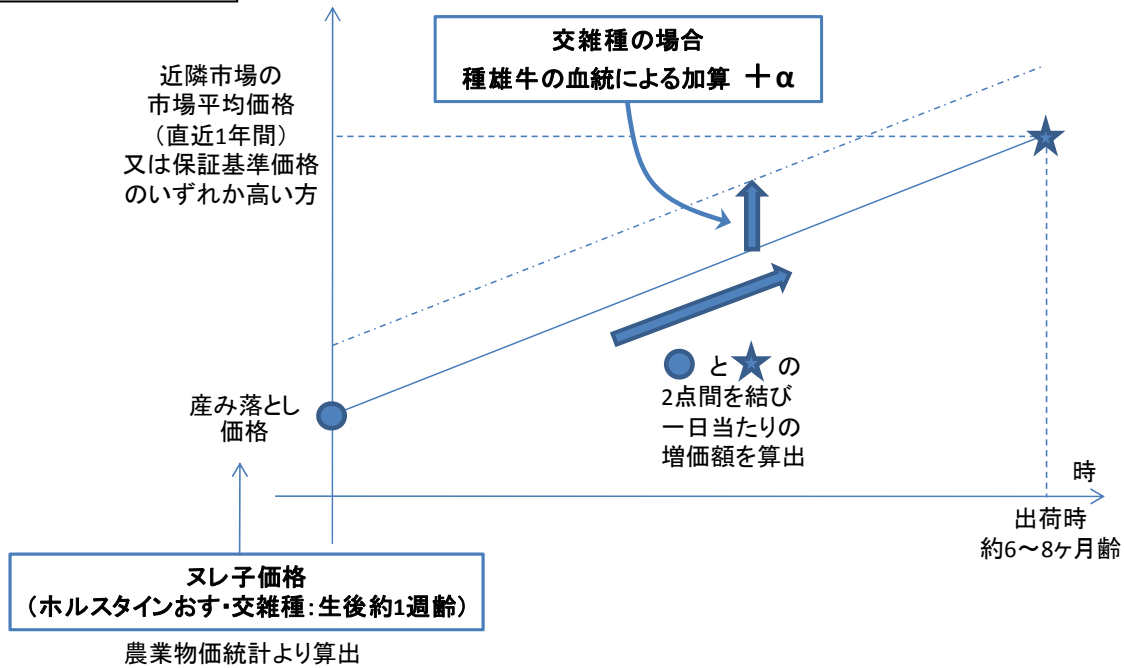 交雑種の場合
種雄牛の血統による加算 ＋α
近隣市場の
市場平均価格
（直近1年間）
又は保証基準価格
のいずれか高い方
と の
2点間を結び
一日当たりの
増価額を算出
産み落とし
価格
時
出荷時
約6～8ヶ月齢
ヌレ子価格
（ホルスタインおす・交雑種：生後約1週齢）
農業物価統計より算出